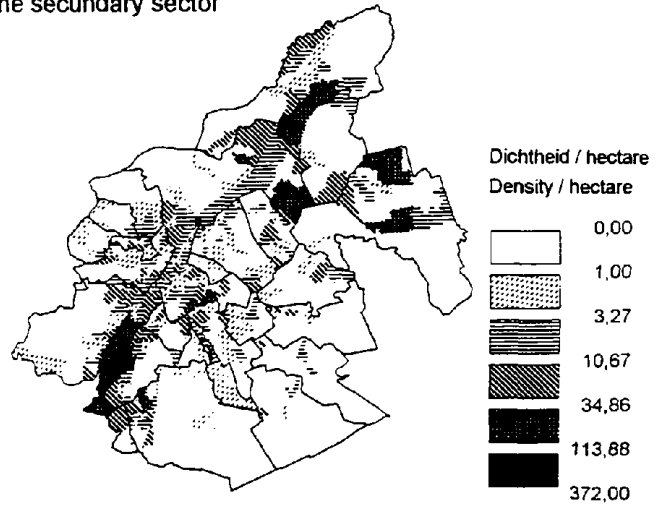 he secundary sector
Dichtheid / hectare
Density / hectare
0,00
1,00
3,27
10,67
34,86
113,88
372,00